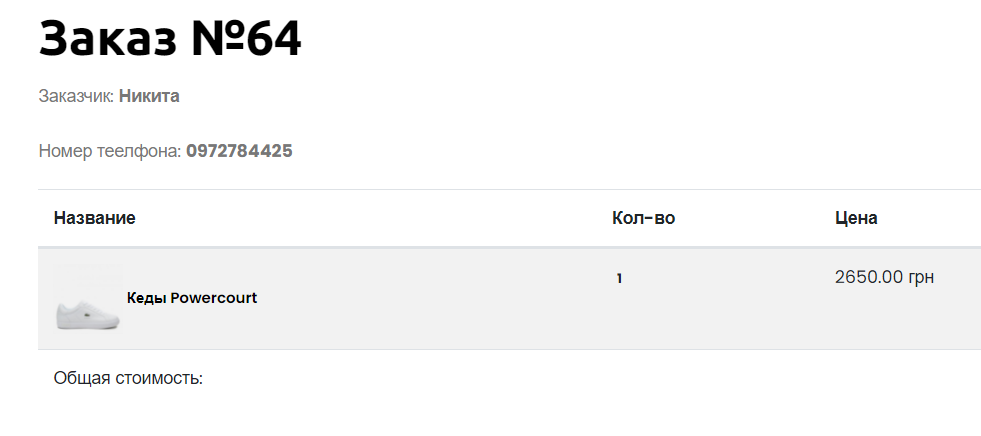 Заказ №64
Заказчик: Никита
Номер теелфона: 0972784425
Название Кол-во Цена
Кеды Powercourt 1 2650.00 грн
Общая стоимость: